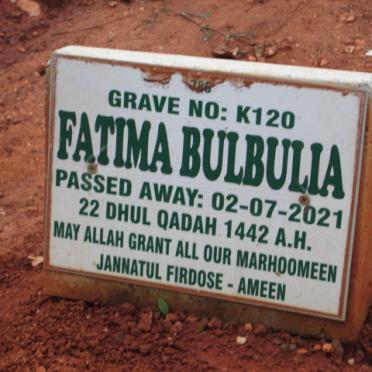 786
GRAVE NO: K120
FATIMA BULBULIA
PASSED AWAY: 02-07-2021
22 DHUL QADAH 1442 A.H.
MAY ALLAH GRANT ALL OUR MARHOOMEEN
JANNATUL FIRDOSE - AMEEN